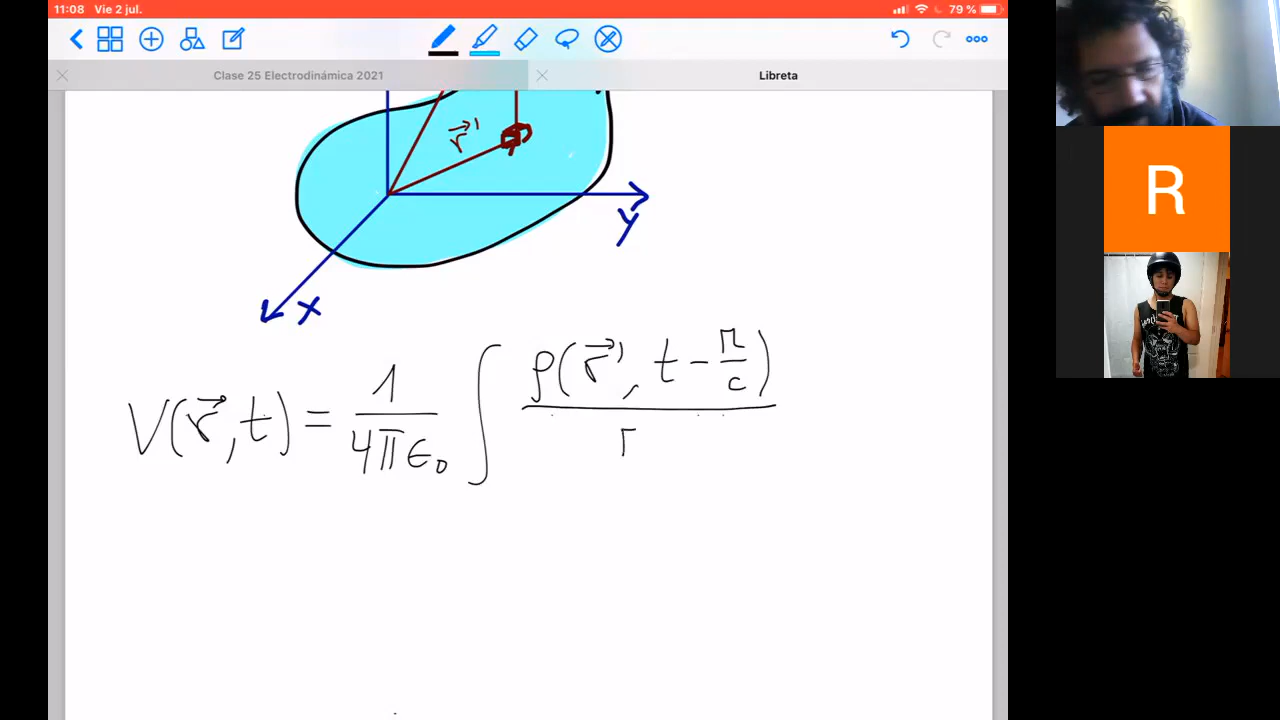 11:08 Vie 2 jul. 79 %
Clase 25 Electrodinámica 2021 Libreta
r⃗'
y
x
V(r⃗, t) = 1/(4πϵ₀) ∫ ρ(r⃗', t - r/c) / r
R